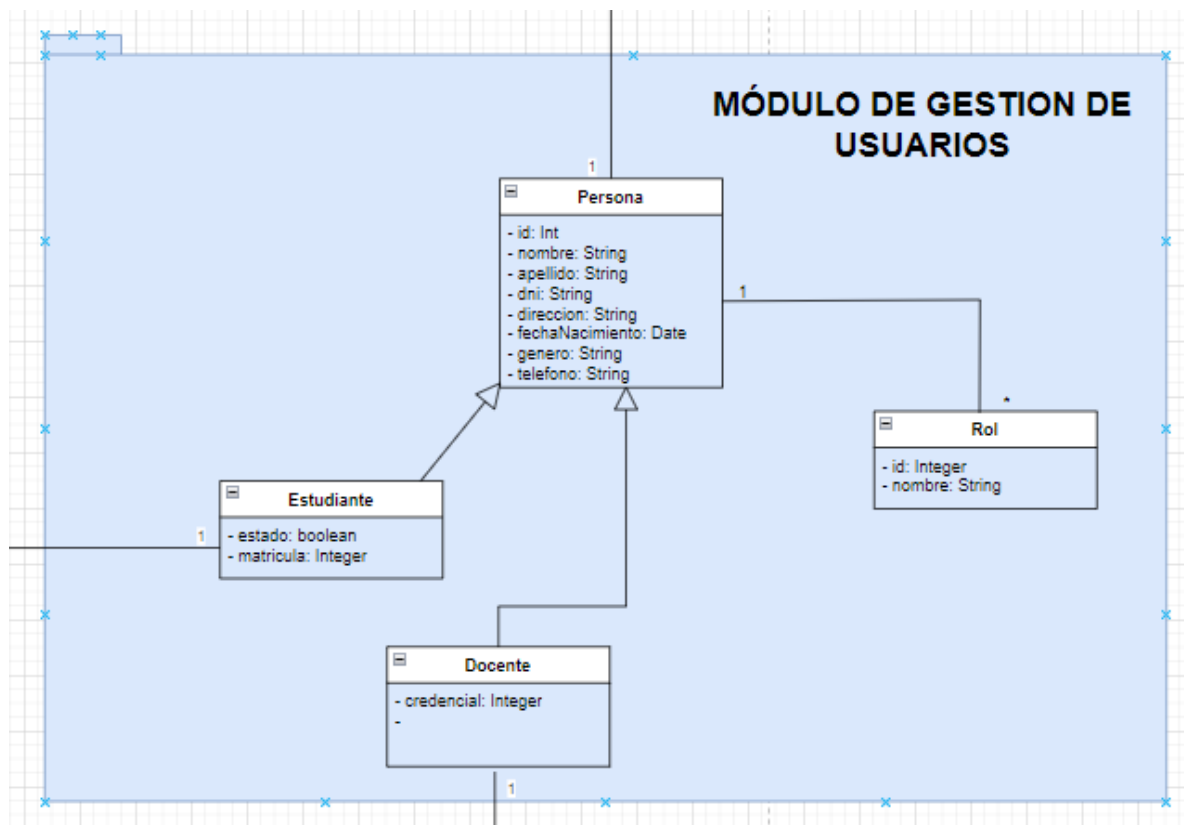 MÓDULO DE GESTION DE
USUARIOS
1
Persona
- id: Int
- nombre: String
- apellido: String
- dni: String
- direccion: String
- fechaNacimiento: Date
- genero: String
- telefono: String
1
*
Rol
- id: Integer
- nombre: String
Estudiante
1
- estado: boolean
- matricula: Integer
Docente
- credencial: Integer
-
1